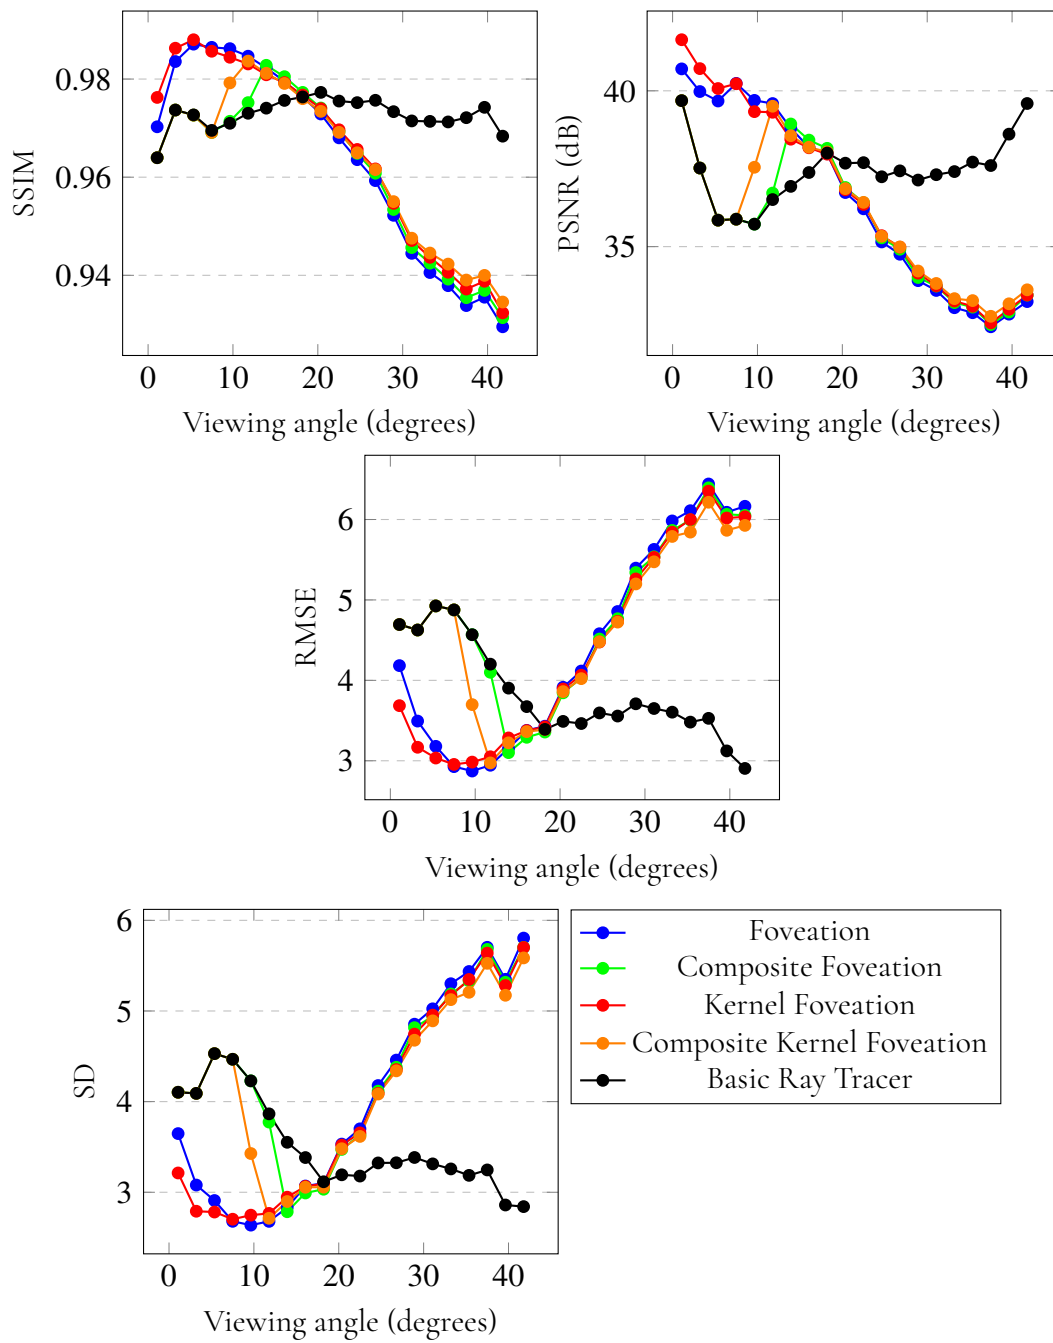 SSIM
0.98
0.96
0.94
0 10 20 30 40
Viewing angle (degrees)
PSNR (dB)
40
35
0 10 20 30 40
Viewing angle (degrees)
RMSE
6
5
4
3
0 10 20 30 40
Viewing angle (degrees)
SD
6
5
4
3
0 10 20 30 40
Viewing angle (degrees)
Foveation
Composite Foveation
Kernel Foveation
Composite Kernel Foveation
Basic Ray Tracer